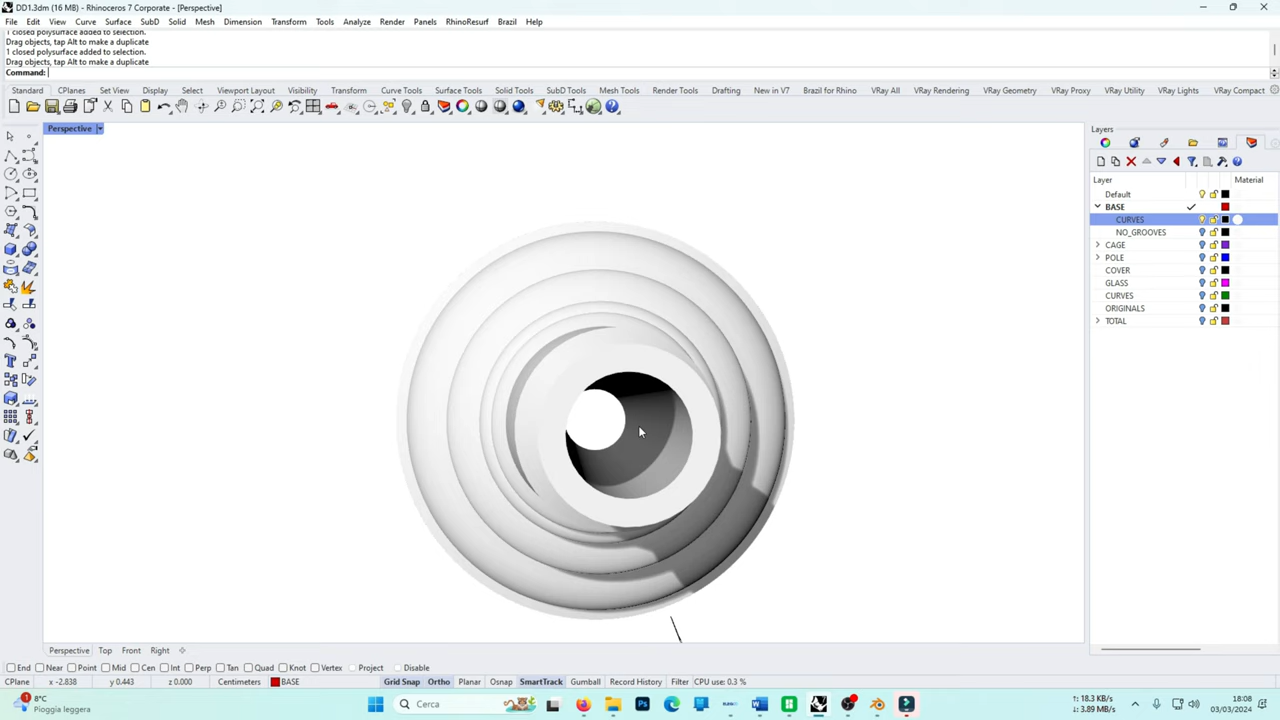 DD1.3dm (16 MB) - Rhinoceros 7 Corporate - [Perspective]
File Edit View Curve Surface SubD Solid Mesh Dimension Transform Tools Analyze Render Panels RhinoResurf Brazil Help
1 closed polysurface added to selection.
Drag objects, tap Alt to make a duplicate
1 closed polysurface added to selection.
Drag objects, tap Alt to make a duplicate
Command:
Standard CPlanes Set View Display Select Viewport Layout Visibility Transform Curve Tools Surface Tools Solid Tools SubD Tools Mesh Tools Render Tools Drafting New in V7 Brazil for Rhino VRay All VRay Rendering VRay Geometry VRay Proxy VRay Utility VRay Lights VRay Compact
Perspective
Layers
Layer Material
Default
BASE
CURVES
NO_GROOVES
CAGE
POLE
COVER
GLASS
CURVES
ORIGINALS
TOTAL
Perspective Top Front Right
End Near Point Mid Cen Int Perp Tan Quad Knot Vertex Project Disable
CPlane x -2.838 y 0.443 z 0.000 Centimeters BASE Grid Snap Ortho Planar Osnap SmartTrack Gumball Record History Filter CPU use: 0.3 %
1
8°C
Pioggia leggera
Cerca
↑: 18.3 KB/s
↓: 3.89 MB/s
18:08
03/03/2024